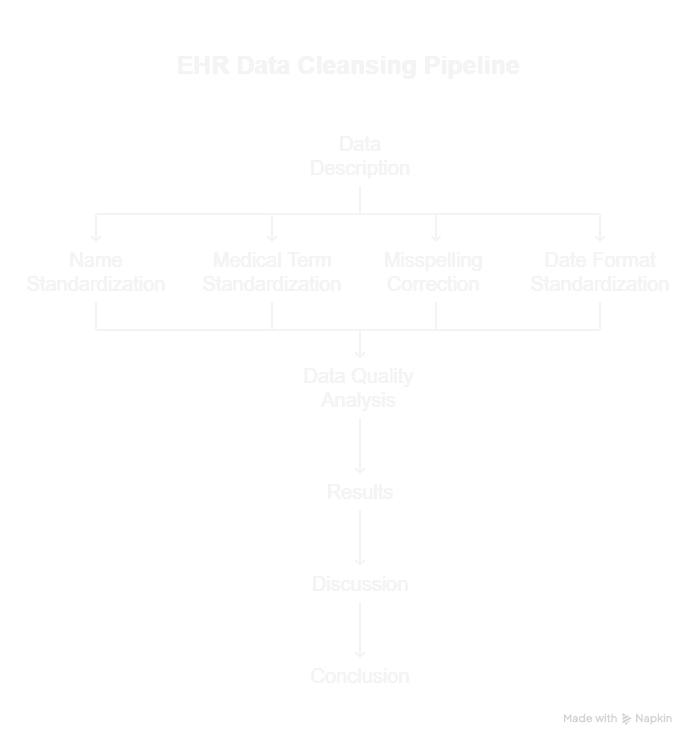 EHR Data Cleansing Pipeline
Data
Description
Name
Standardization
Medical Term
Standardization
Misspelling
Correction
Date Format
Standardization
Data Quality
Analysis
Results
Discussion
Conclusion
Made with Napkin